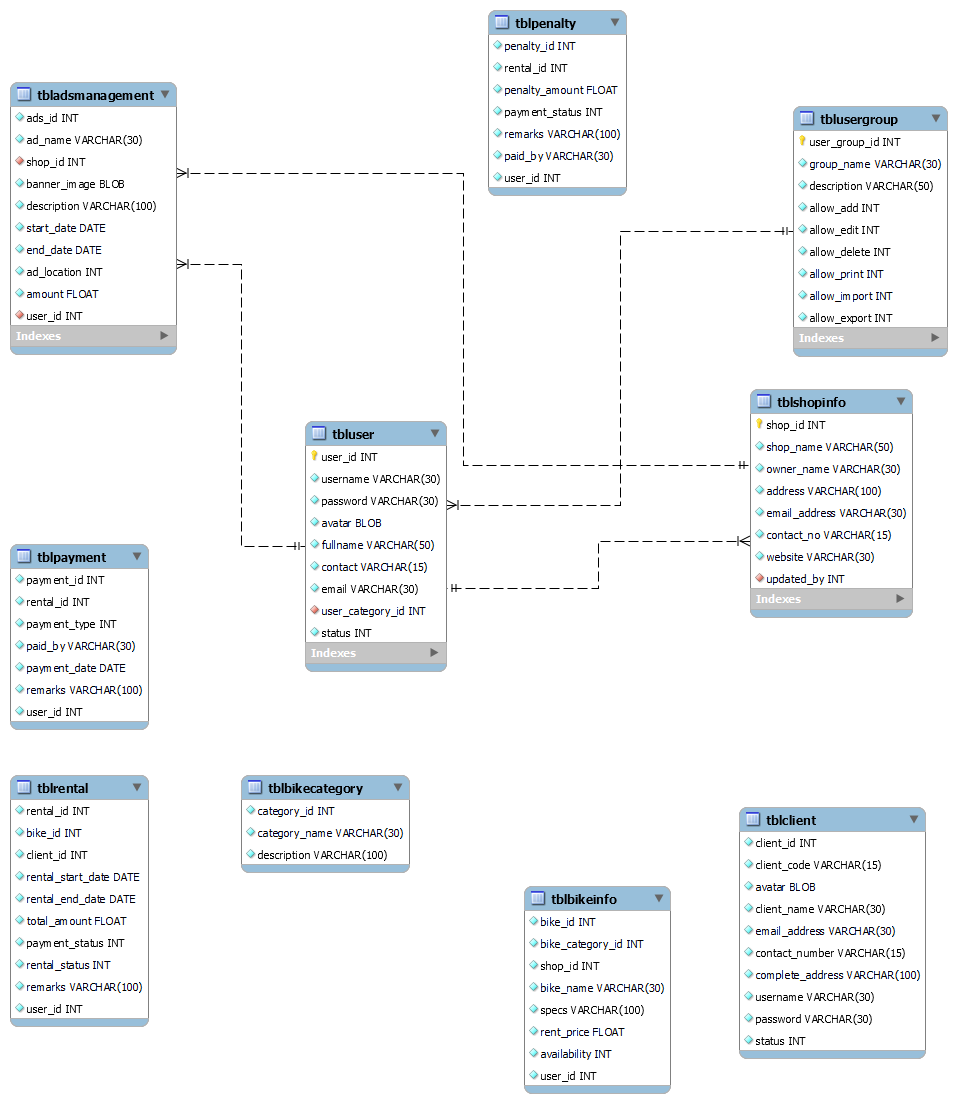 tblpenalty
penalty_id INT
rental_id INT
penalty_amount FLOAT
payment_status INT
remarks VARCHAR(100)
paid_by VARCHAR(30)
user_id INT
tbladsmanagement
ads_id INT
ad_name VARCHAR(30)
shop_id INT
banner_image BLOB
description VARCHAR(100)
start_date DATE
end_date DATE
ad_location INT
amount FLOAT
user_id INT
Indexes
tblusergroup
user_group_id INT
group_name VARCHAR(30)
description VARCHAR(50)
allow_add INT
allow_edit INT
allow_delete INT
allow_print INT
allow_import INT
allow_export INT
Indexes
tblshopinfo
shop_id INT
shop_name VARCHAR(50)
owner_name VARCHAR(30)
address VARCHAR(100)
email_address VARCHAR(30)
contact_no VARCHAR(15)
website VARCHAR(30)
updated_by INT
Indexes
tbluser
user_id INT
username VARCHAR(30)
password VARCHAR(30)
avatar BLOB
fullname VARCHAR(50)
contact VARCHAR(15)
email VARCHAR(30)
user_category_id INT
status INT
Indexes
tblpayment
payment_id INT
rental_id INT
payment_type INT
paid_by VARCHAR(30)
payment_date DATE
remarks VARCHAR(100)
user_id INT
tblrental
rental_id INT
bike_id INT
client_id INT
rental_start_date DATE
rental_end_date DATE
total_amount FLOAT
payment_status INT
rental_status INT
remarks VARCHAR(100)
user_id INT
tblbikecategory
category_id INT
category_name VARCHAR(30)
description VARCHAR(100)
tblbikeinfo
bike_id INT
bike_category_id INT
shop_id INT
bike_name VARCHAR(30)
specs VARCHAR(100)
rent_price FLOAT
availability INT
user_id INT
tblclient
client_id INT
client_code VARCHAR(15)
avatar BLOB
client_name VARCHAR(30)
email_address VARCHAR(30)
contact_number VARCHAR(15)
complete_address VARCHAR(100)
username VARCHAR(30)
password VARCHAR(30)
status INT